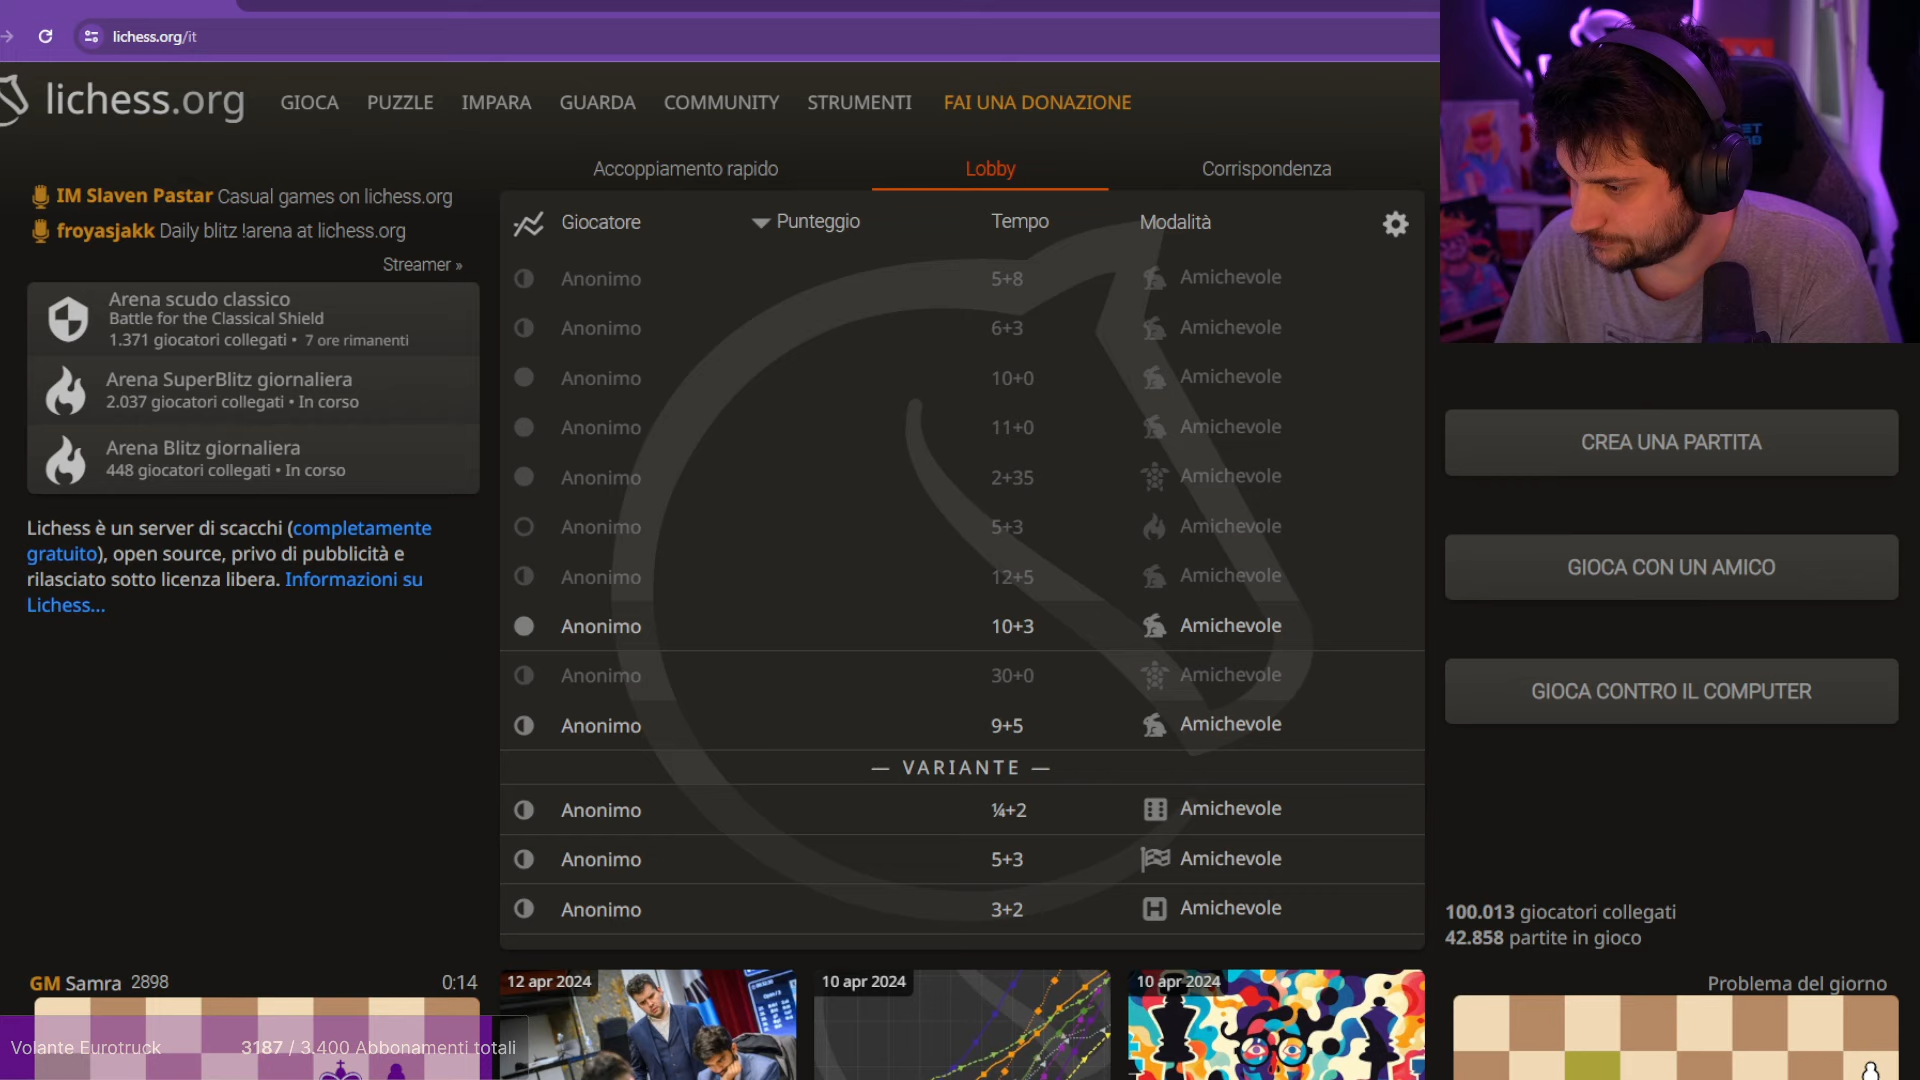 lichess.org/it
lichess.org
GIOCA
PUZZLE
IMPARA
GUARDA
COMMUNITY
STRUMENTI
FAI UNA DONAZIONE
IM Slaven Pastar Casual games on lichess.org
froyasjakk Daily blitz !arena at lichess.org
Streamer »
Arena scudo classico
Battle for the Classical Shield
1.371 giocatori collegati • 7 ore rimanenti
Arena SuperBlitz giornaliera
2.037 giocatori collegati • In corso
Arena Blitz giornaliera
448 giocatori collegati • In corso
Lichess è un server di scacchi (completamente
gratuito), open source, privo di pubblicità e
rilasciato sotto licenza libera. Informazioni su
Lichess...
Accoppiamento rapido
Lobby
Corrispondenza
Giocatore Punteggio Tempo Modalità
Anonimo 5+8 Amichevole
Anonimo 6+3 Amichevole
Anonimo 10+0 Amichevole
Anonimo 11+0 Amichevole
Anonimo 2+35 Amichevole
Anonimo 5+3 Amichevole
Anonimo 12+5 Amichevole
Anonimo 10+3 Amichevole
Anonimo 30+0 Amichevole
Anonimo 9+5 Amichevole
— VARIANTE —
Anonimo ¼+2 Amichevole
Anonimo 5+3 Amichevole
Anonimo 3+2 Amichevole
CREA UNA PARTITA
GIOCA CON UN AMICO
GIOCA CONTRO IL COMPUTER
100.013 giocatori collegati
42.858 partite in gioco
GM Samra 2898 0:14
12 apr 2024
10 apr 2024
10 apr 2024
Problema del giorno
Volante Eurotruck
3187 / 3.400 Abbonamenti totali